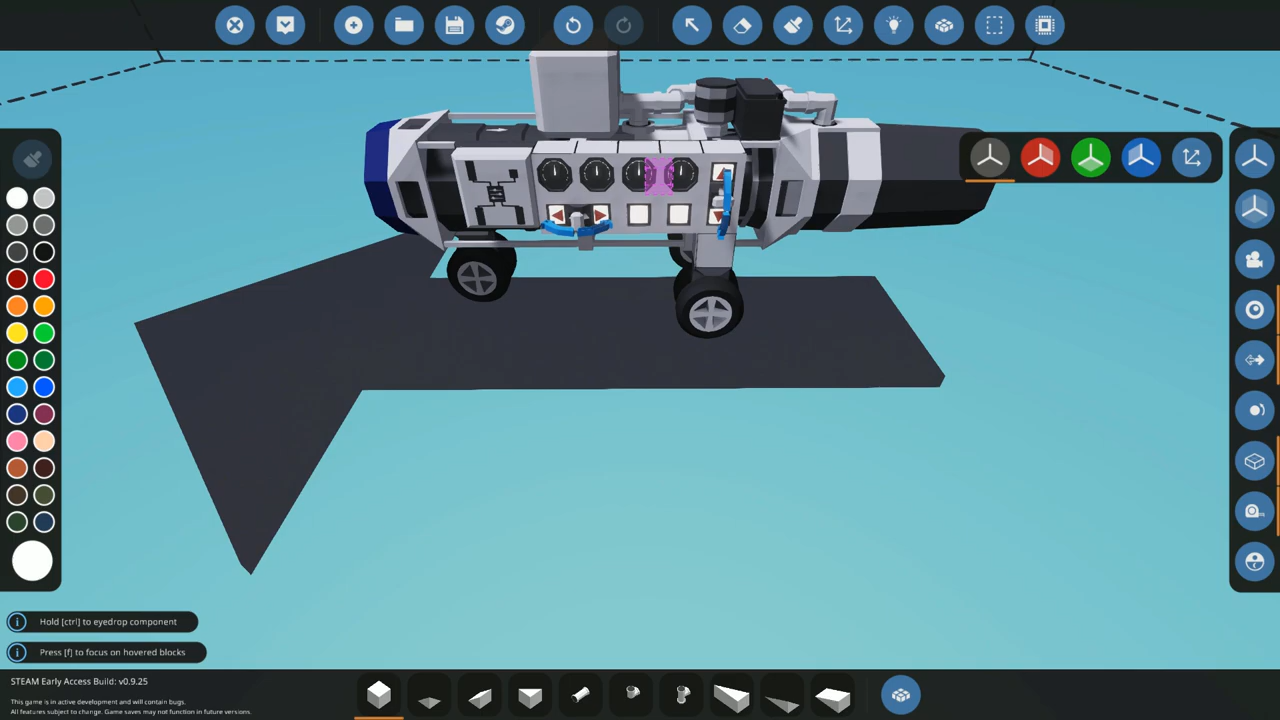 Hold [ctrl] to eyedrop component
Press [f] to focus on hovered blocks
STEAM Early Access Build: v0.9.25
This game is in active development and will contain bugs.
All features subject to change. Game saves may not function in future versions.